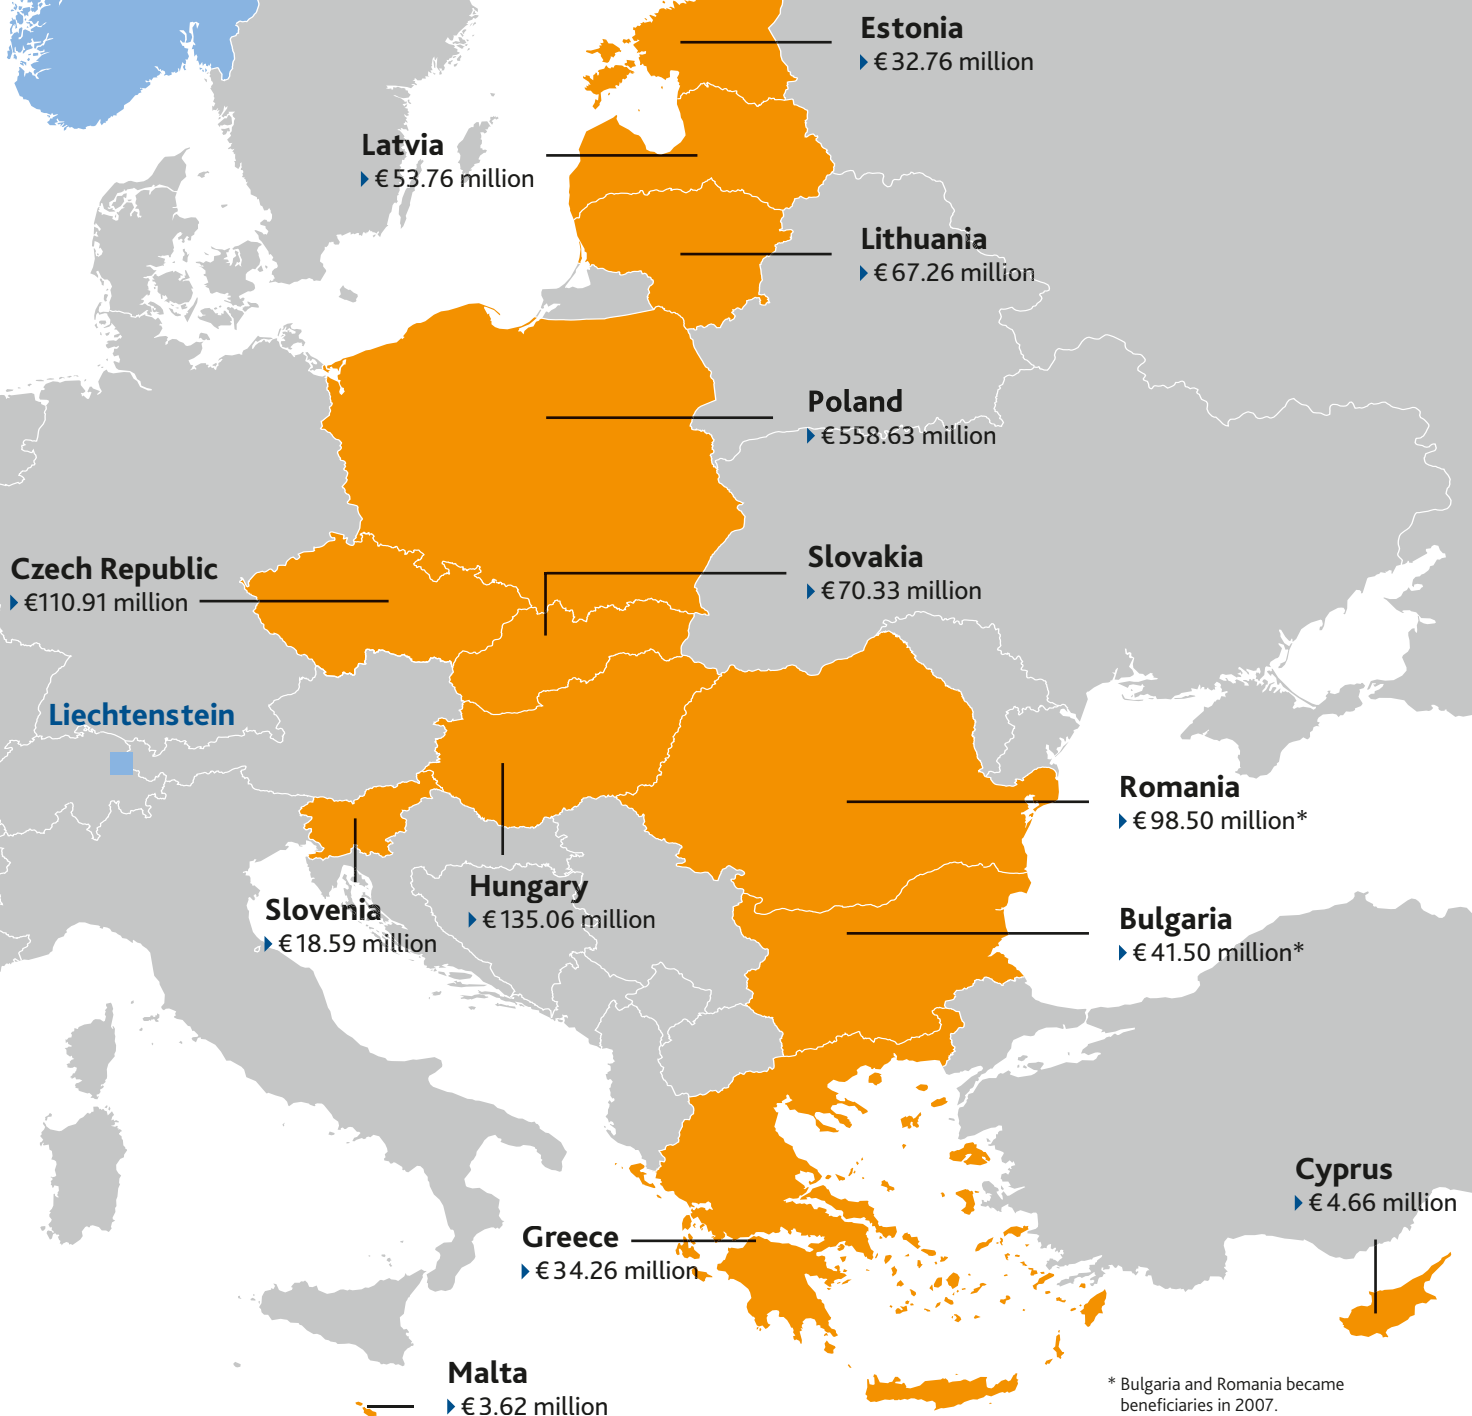 Estonia
€32.76 million
Latvia
€53.76 million
Lithuania
€67.26 million
Poland
€558.63 million
Slovakia
€70.33 million
Czech Republic
€110.91 million
Liechtenstein
Romania
€98.50 million*
Hungary
€135.06 million
Slovenia
€18.59 million
Bulgaria
€41.50 million*
Cyprus
€4.66 million
Greece
€34.26 million
Malta
€3.62 million
* Bulgaria and Romania became
beneficiaries in 2007.